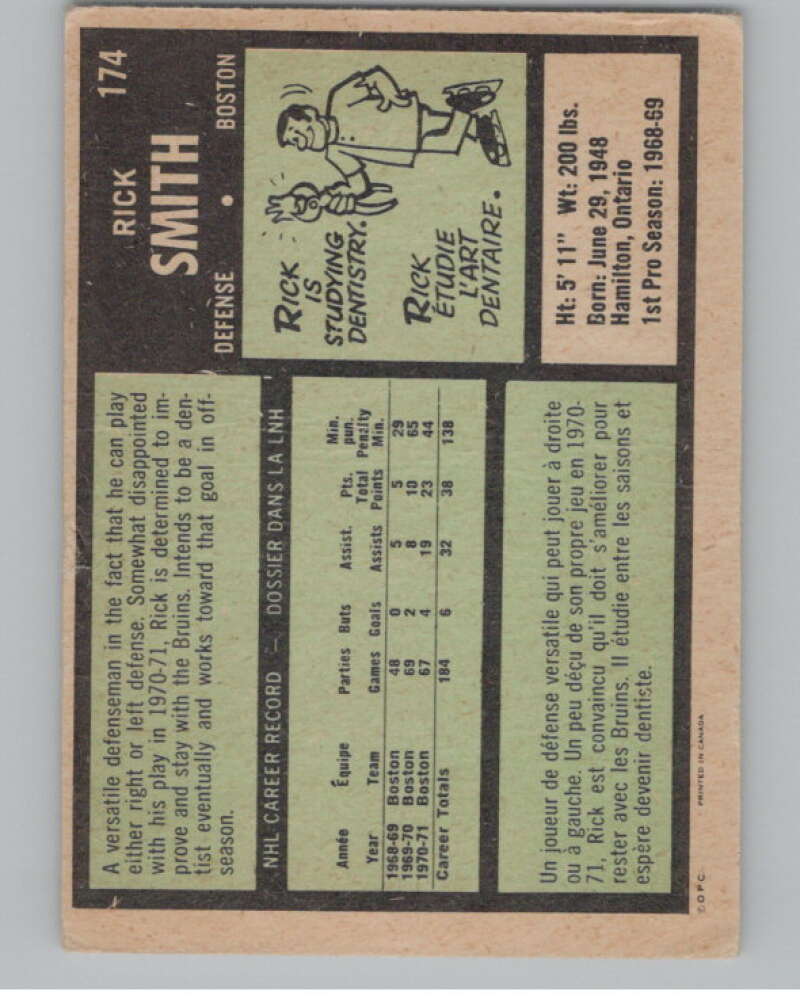 174
RICK
SMITH
DEFENSE • BOSTON
RICK
IS
STUDYING
DENTISTRY.
RICK
ÉTUDIE
L'ART
DENTAIRE.
Ht: 5' 11" Wt: 200 lbs.
Born: June 29, 1948
Hamilton, Ontario
1st Pro Season: 1968-69
A versatile defenseman in the fact that he can play
either right or left defense. Somewhat disappointed
with his play in 1970-71, Rick is determined to im-
prove and stay with the Bruins. Intends to be a den-
tist eventually and works toward that goal in off-
season.
NHL CAREER RECORD — DOSSIER DANS LA LNH
Année Équipe Parties Buts Assist. Pts. Min. pun.
Year Team Games Goals Assists Total Points Penalty Min.
1968-69 Boston 48 0 5 5 29
1969-70 Boston 69 2 8 10 65
1970-71 Boston 67 4 19 23 44
Career Totals 184 6 32 38 138
Un joueur de défense versatile qui peut jouer à droite
ou à gauche. Un peu déçu de son propre jeu en 1970-
71, Rick est convaincu qu'il doit s'améliorer pour
rester avec les Bruins. Il étudie entre les saisons et
espère devenir dentiste.
© O.P.C. PRINTED IN CANADA